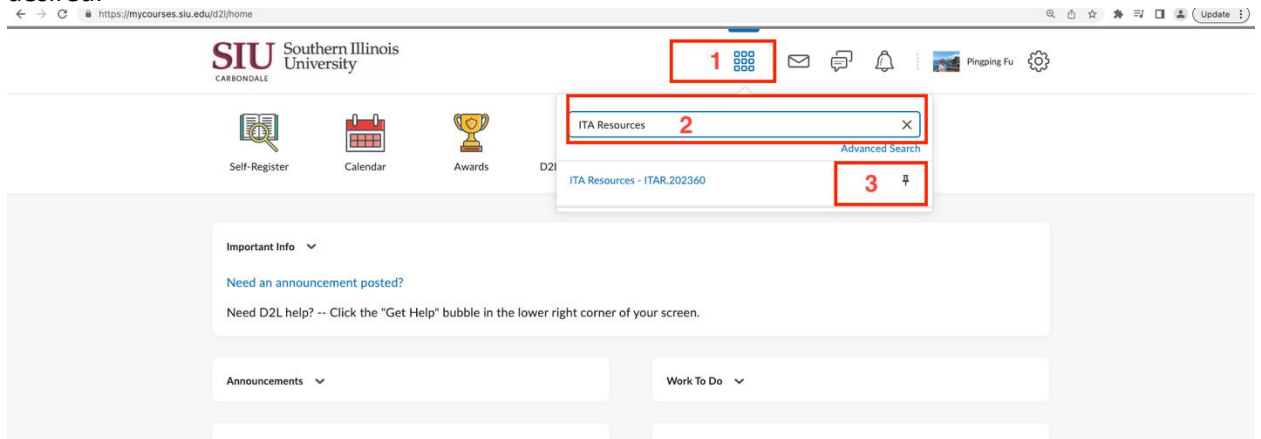 https://mycourses.siu.edu/d2l/home
Update
SIU Southern Illinois
University
CARBONDALE
1
Pingping Fu
ITA Resources 2
Advanced Search
Self-Register Calendar Awards D2l
ITA Resources - ITAR.202360 3
Important Info
Need an announcement posted?
Need D2L help? -- Click the "Get Help" bubble in the lower right corner of your screen.
Announcements
Work To Do